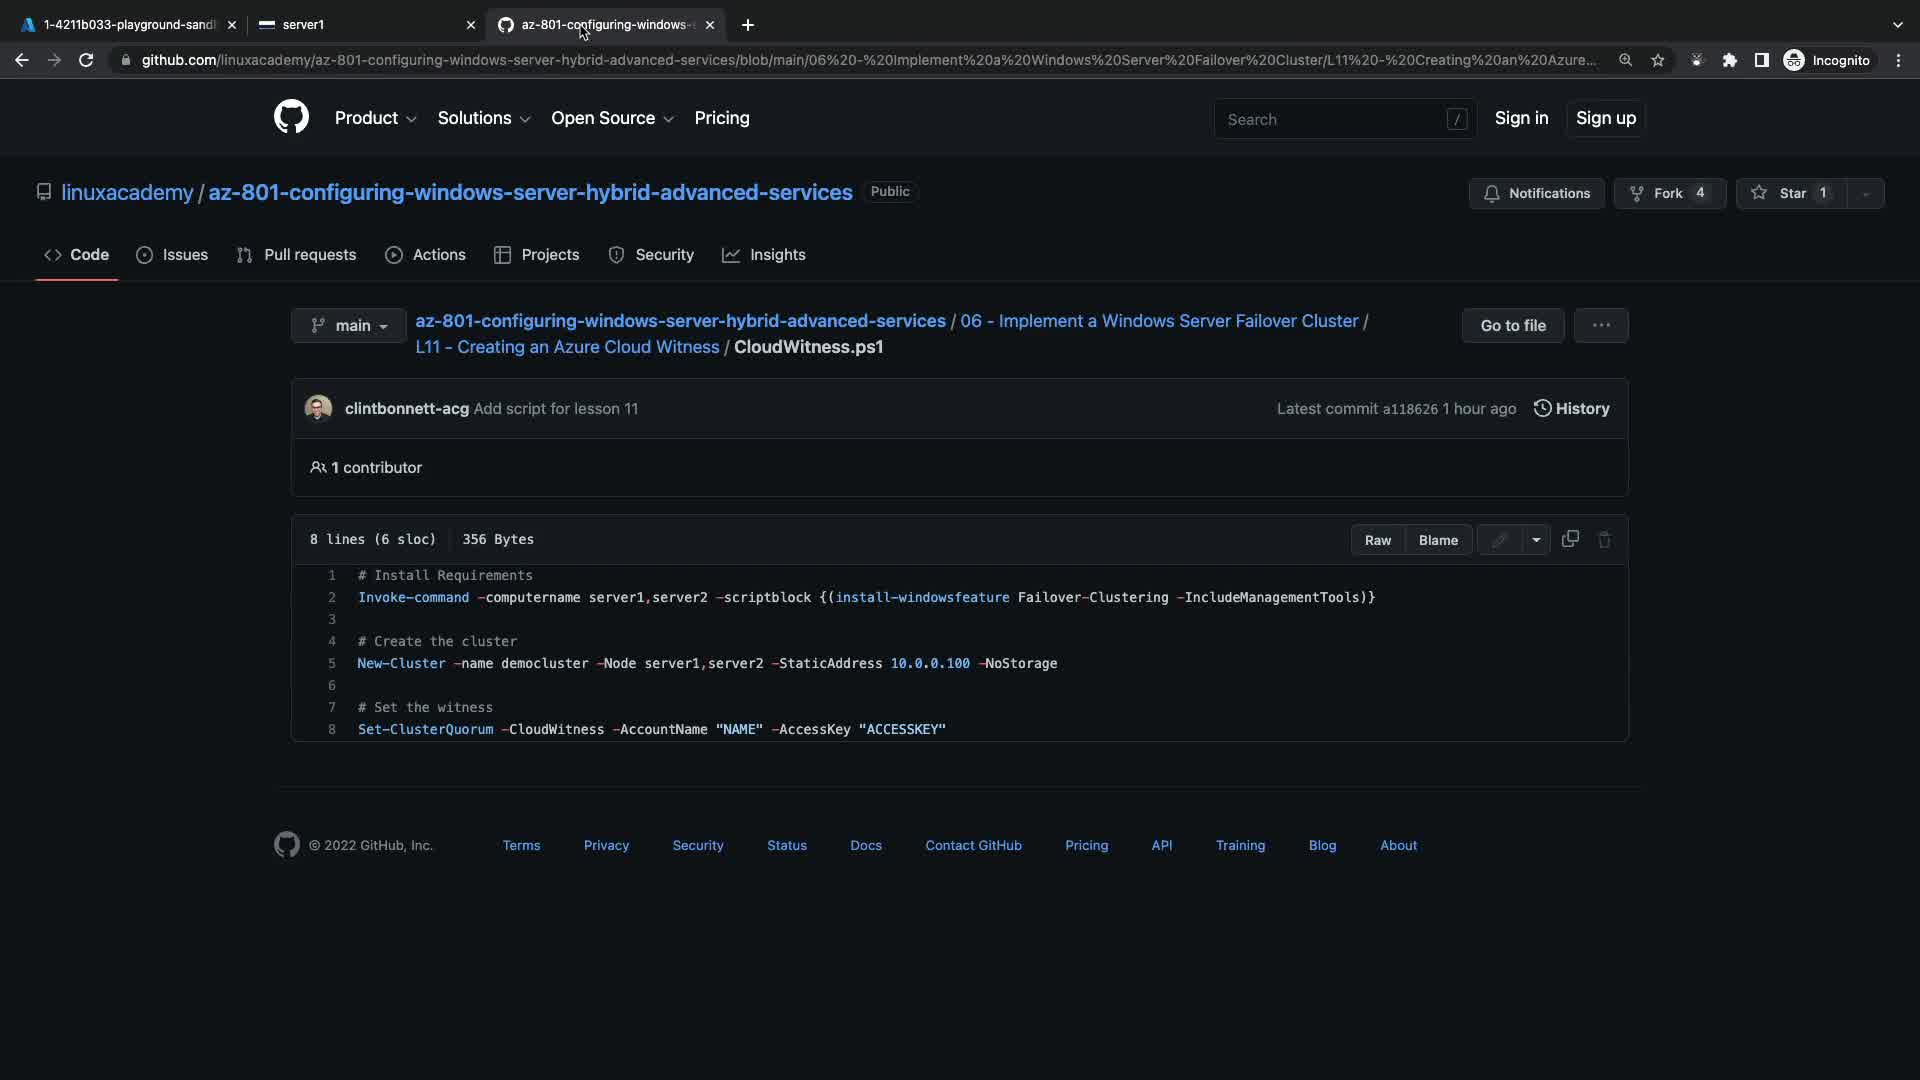 1-4211b033-playground-sand
server1
az-801-configuring-windows-
github.com/linuxacademy/az-801-configuring-windows-server-hybrid-advanced-services/blob/main/06%20-%20Implement%20a%20Windows%20Server%20Failover%20Cluster/L11%20-%20Creating%20an%20Azure...
Incognito
Product
Solutions
Open Source
Pricing
Search /
Sign in
Sign up
linuxacademy / az-801-configuring-windows-server-hybrid-advanced-services Public
Notifications
Fork 4
Star 1
Code
Issues
Pull requests
Actions
Projects
Security
Insights
main
az-801-configuring-windows-server-hybrid-advanced-services / 06 - Implement a Windows Server Failover Cluster /
L11 - Creating an Azure Cloud Witness / CloudWitness.ps1
Go to file
...
clintbonnett-acg Add script for lesson 11
Latest commit a118626 1 hour ago
History
1 contributor
8 lines (6 sloc) 356 Bytes
Raw
Blame
1 # Install Requirements
2 Invoke-command -computername server1,server2 -scriptblock {(install-windowsfeature Failover-Clustering -IncludeManagementTools)}
3
4 # Create the cluster
5 New-Cluster -name democluster -Node server1,server2 -StaticAddress 10.0.0.100 -NoStorage
6
7 # Set the witness
8 Set-ClusterQuorum -CloudWitness -AccountName "NAME" -AccessKey "ACCESSKEY"
© 2022 GitHub, Inc.
Terms
Privacy
Security
Status
Docs
Contact GitHub
Pricing
API
Training
Blog
About